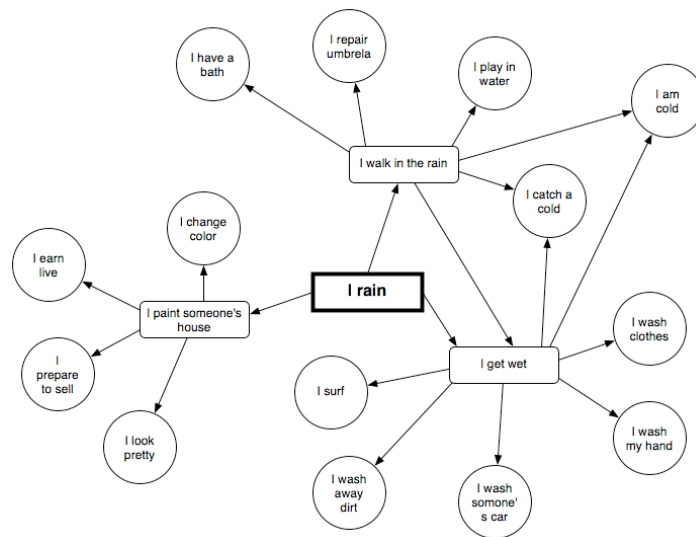 I have a
bath
I repair
umbrela
I play in
water
I am
cold
I walk in the rain
I catch a
cold
I change
color
I earn
live
I rain
I paint someone's
house
I wash
clothes
I get wet
I
prepare
to sell
I surf
I look
pretty
I wash
my hand
I wash
away
dirt
I wash
somone'
s car